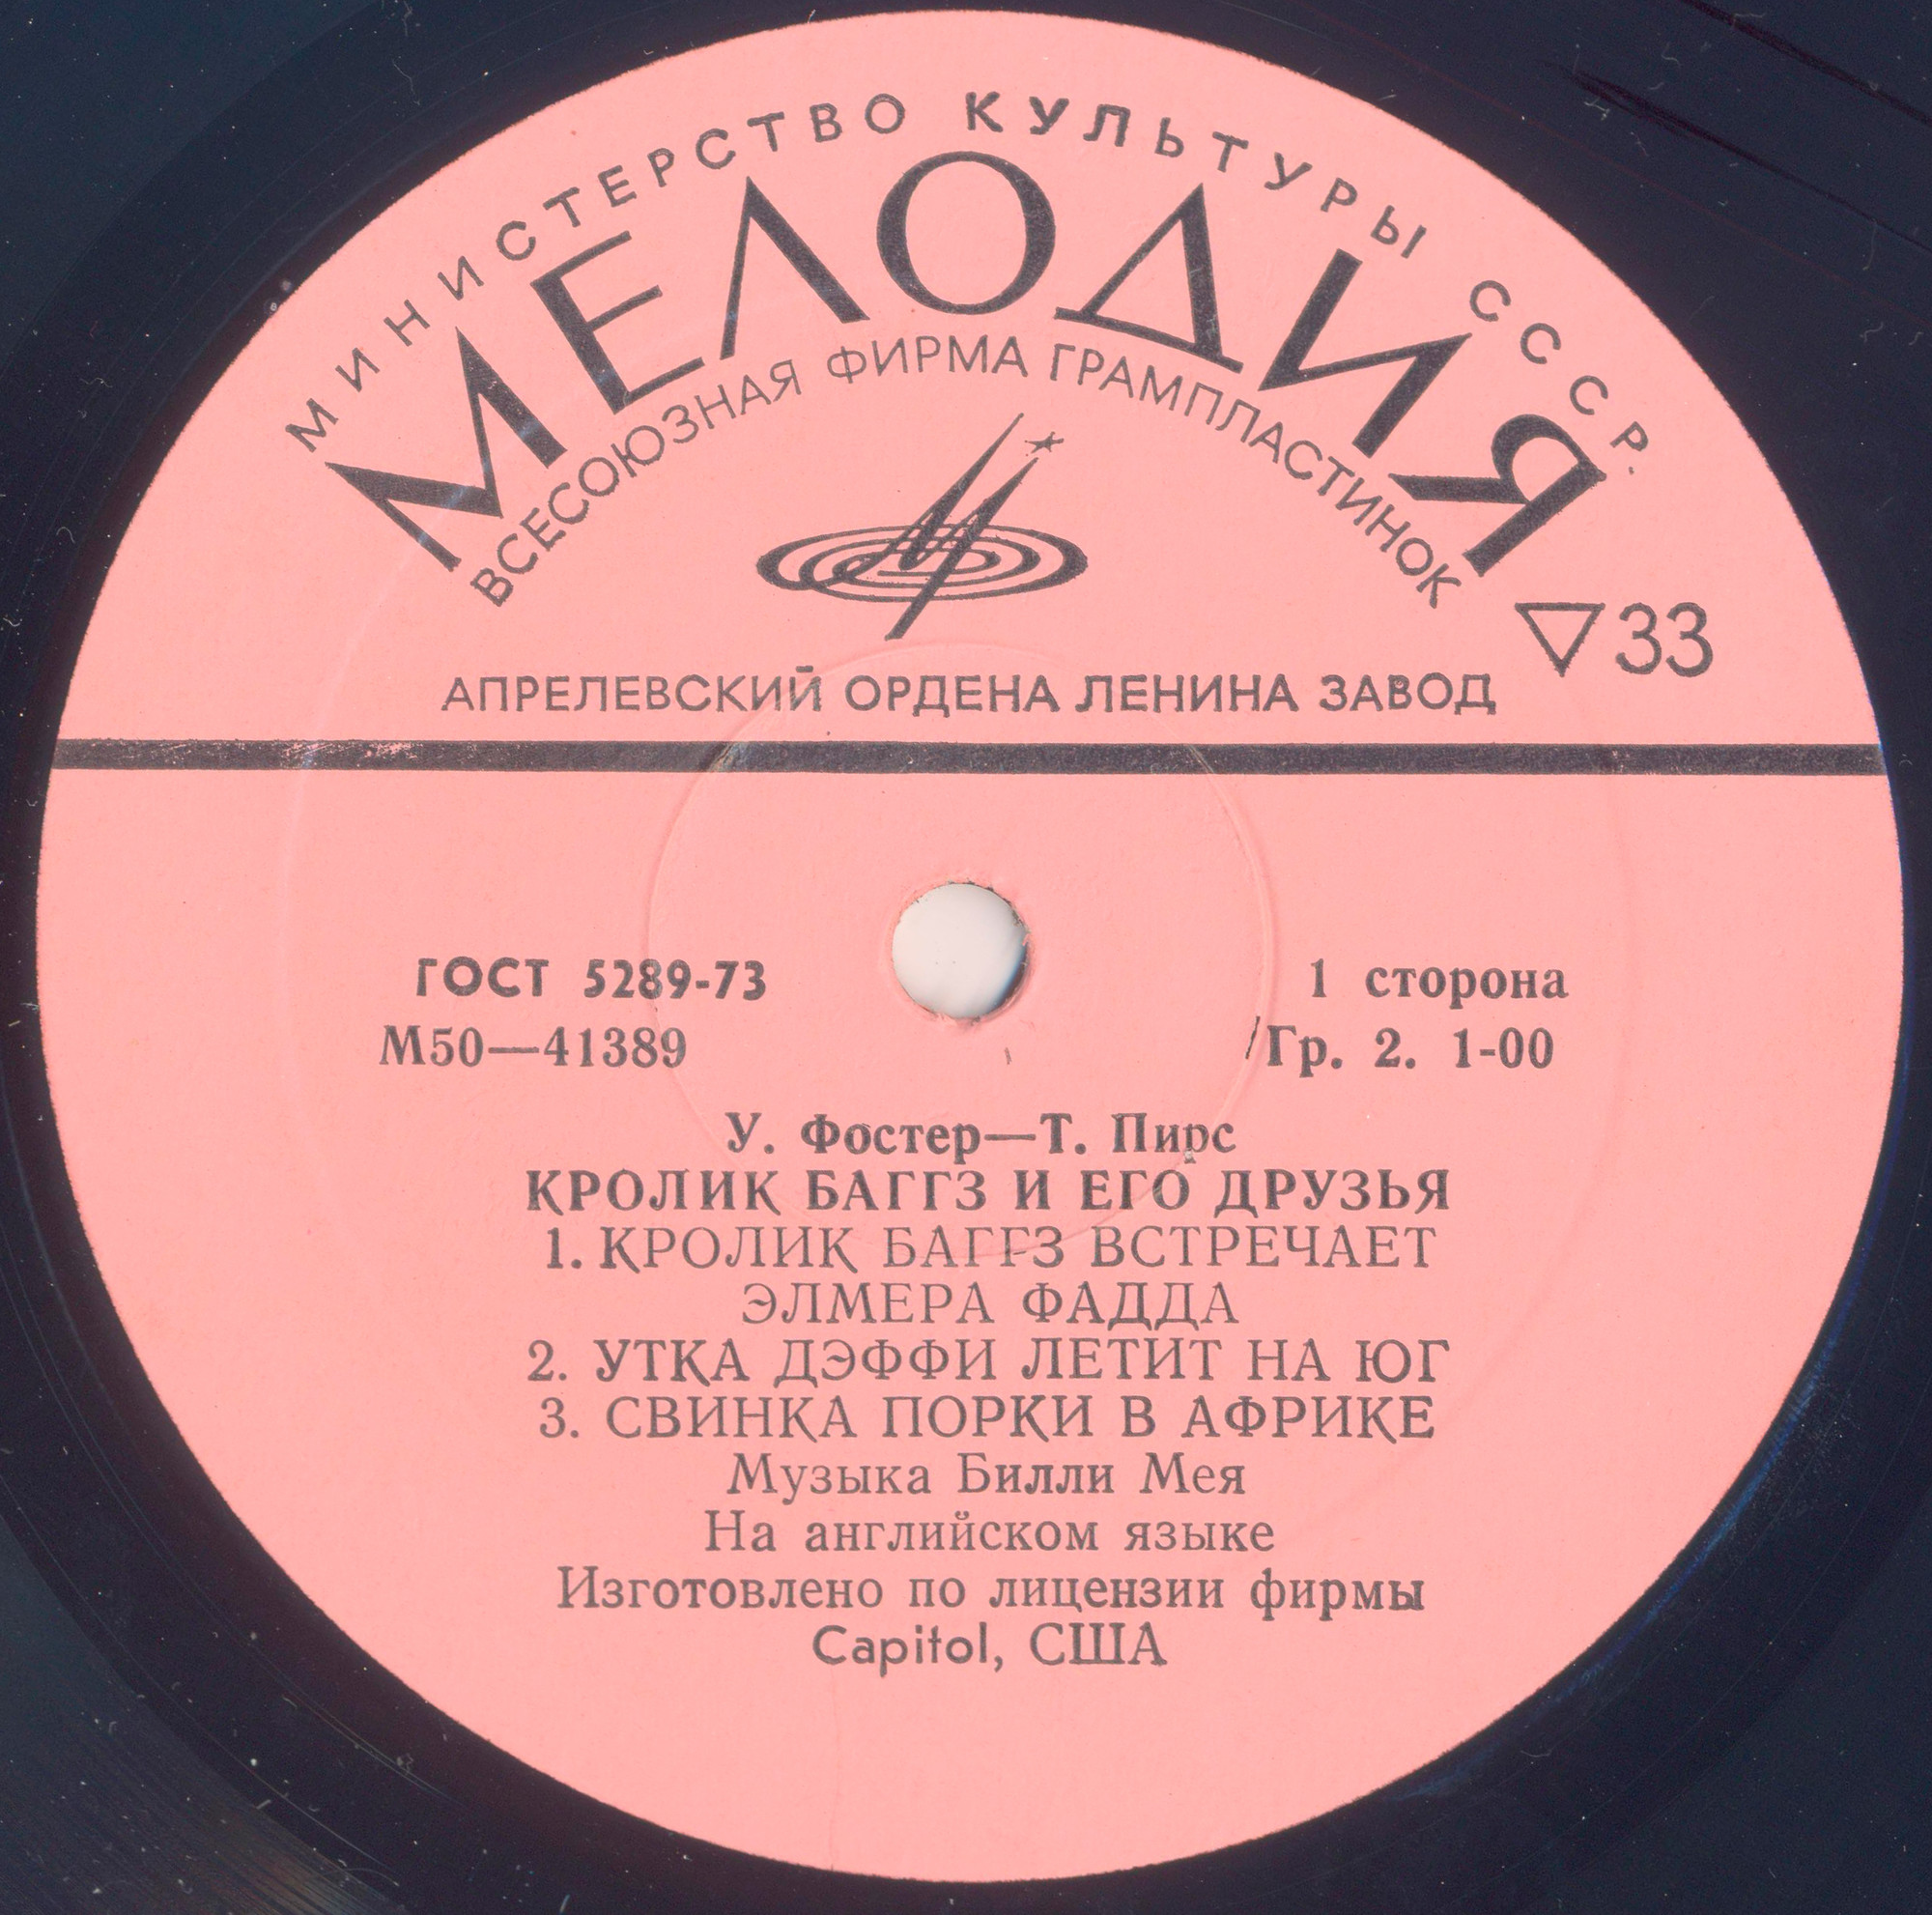 МИНИСТЕРСТВО КУЛЬТУРЫ СССР.
МЕЛОДИЯ
ВСЕСОЮЗНАЯ ФИРМА ГРАМПЛАСТИНОК
33
АПРЕЛЕВСКИЙ ОРДЕНА ЛЕНИНА ЗАВОД
ГОСТ 5289-73
1 сторона
М50—41389
Гр. 2. 1-00
У. Фостер—Т. Пирс
КРОЛИК БАГГЗ И ЕГО ДРУЗЬЯ
1. КРОЛИК БАГГЗ ВСТРЕЧАЕТ
ЭЛМЕРА ФАДДА
2. УТКА ДЭФФИ ЛЕТИТ НА ЮГ
3. СВИНКА ПОРКИ В АФРИКЕ
Музыка Билли Мея
На английском языке
Изготовлено по лицензии фирмы
Capitol, США